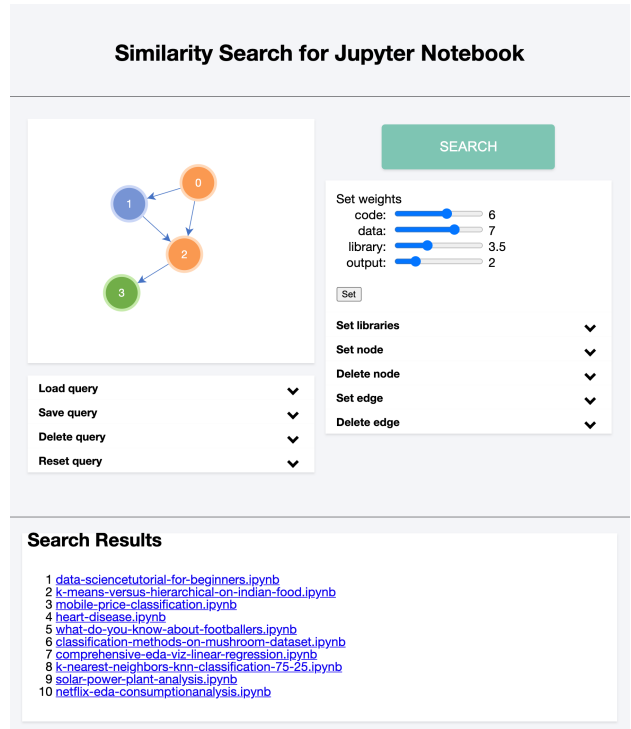 Similarity Search for Jupyter Notebook
0
1
2
3
Load query
Save query
Delete query
Reset query
SEARCH
Set weights
code: 6
data: 7
library: 3.5
output: 2
Set
Set libraries
Set node
Delete node
Set edge
Delete edge
Search Results
1 data-sciencetutorial-for-beginners.ipynb
2 k-means-versus-hierarchical-on-indian-food.ipynb
3 mobile-price-classification.ipynb
4 heart-disease.ipynb
5 what-do-you-know-about-footballers.ipynb
6 classification-methods-on-mushroom-dataset.ipynb
7 comprehensive-eda-viz-linear-regression.ipynb
8 k-nearest-neighbors-knn-classification-75-25.ipynb
9 solar-power-plant-analysis.ipynb
10 netflix-eda-consumptionanalysis.ipynb